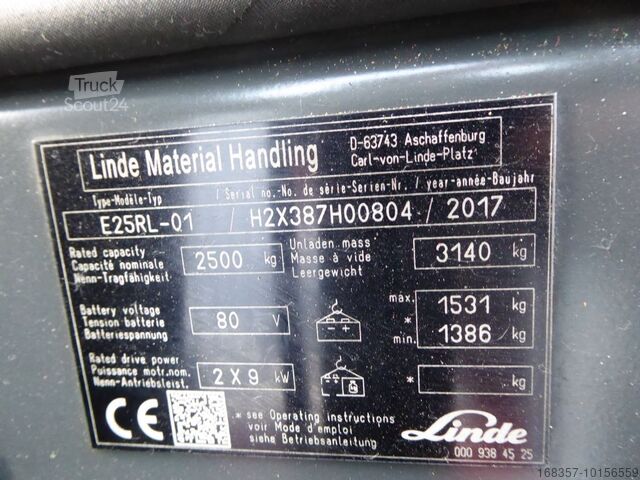 Truck
Scout24
Linde Material Handling
D-63743 Aschaffenburg
Carl-von-Linde-Platz
Type-Modèle-Typ / Serial no.-No. de série-Serien-Nr. / year-année-Baujahr
E25RL-01 / H2X387H00804 / 2017
Rated capacity
Capacité nominale
Nenn-Tragfähigkeit
2500 kg
Unladen mass
Masse à vide
Leergewicht
3140 kg
Battery voltage
Tension batterie
Batteriespannung
80 V
max. 1531 kg
*
min. 1386 kg
Rated drive power
Puissance motr.nom.
Nenn-Antriebsleist.
2X9 kW
* kg
CE
* see Operating instructions
voir Mode d'emploi
siehe Betriebsanleitung
Linde
000 938 45 25
168357-10156559